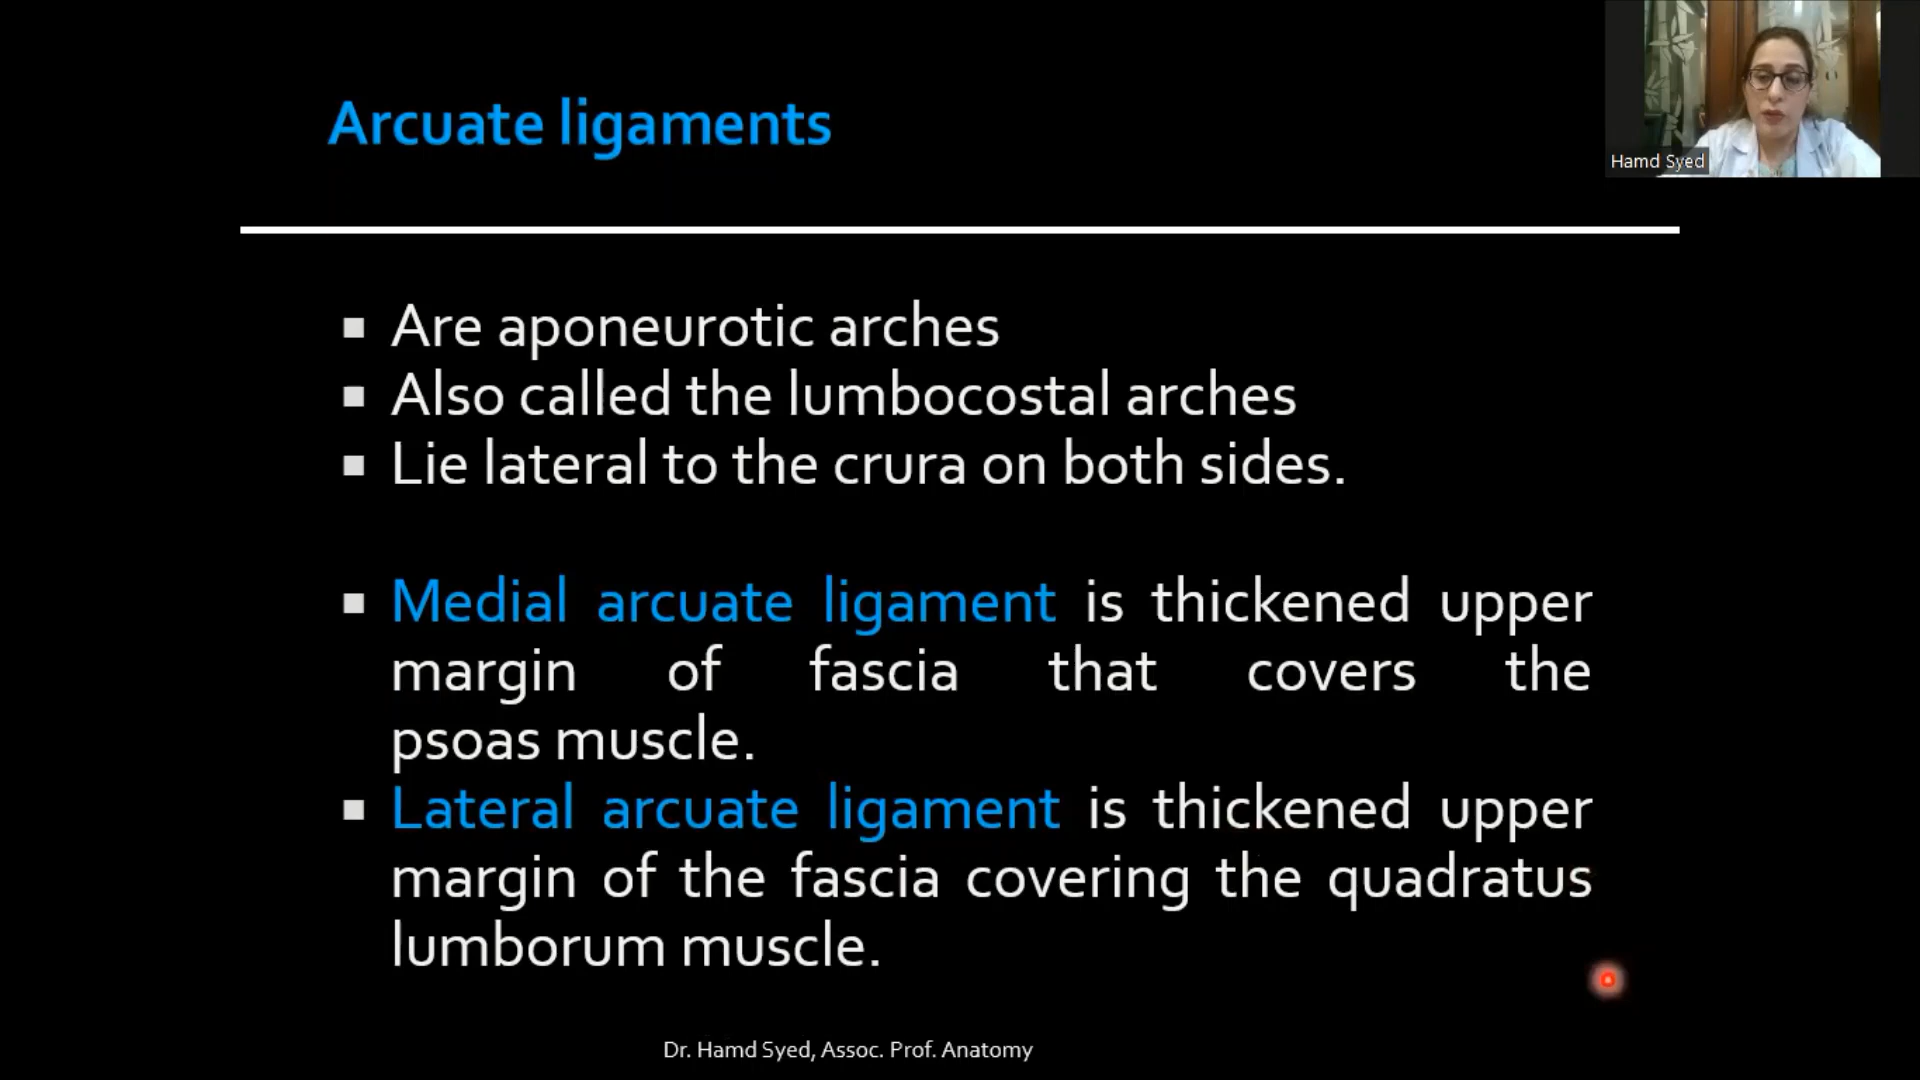 Arcuate ligaments
Hamd Syed
Are aponeurotic arches
Also called the lumbocostal arches
Lie lateral to the crura on both sides.
Medial arcuate ligament is thickened upper
margin of fascia that covers the
psoas muscle.
Lateral arcuate ligament is thickened upper
margin of the fascia covering the quadratus
lumborum muscle.
Dr. Hamd Syed, Assoc. Prof. Anatomy